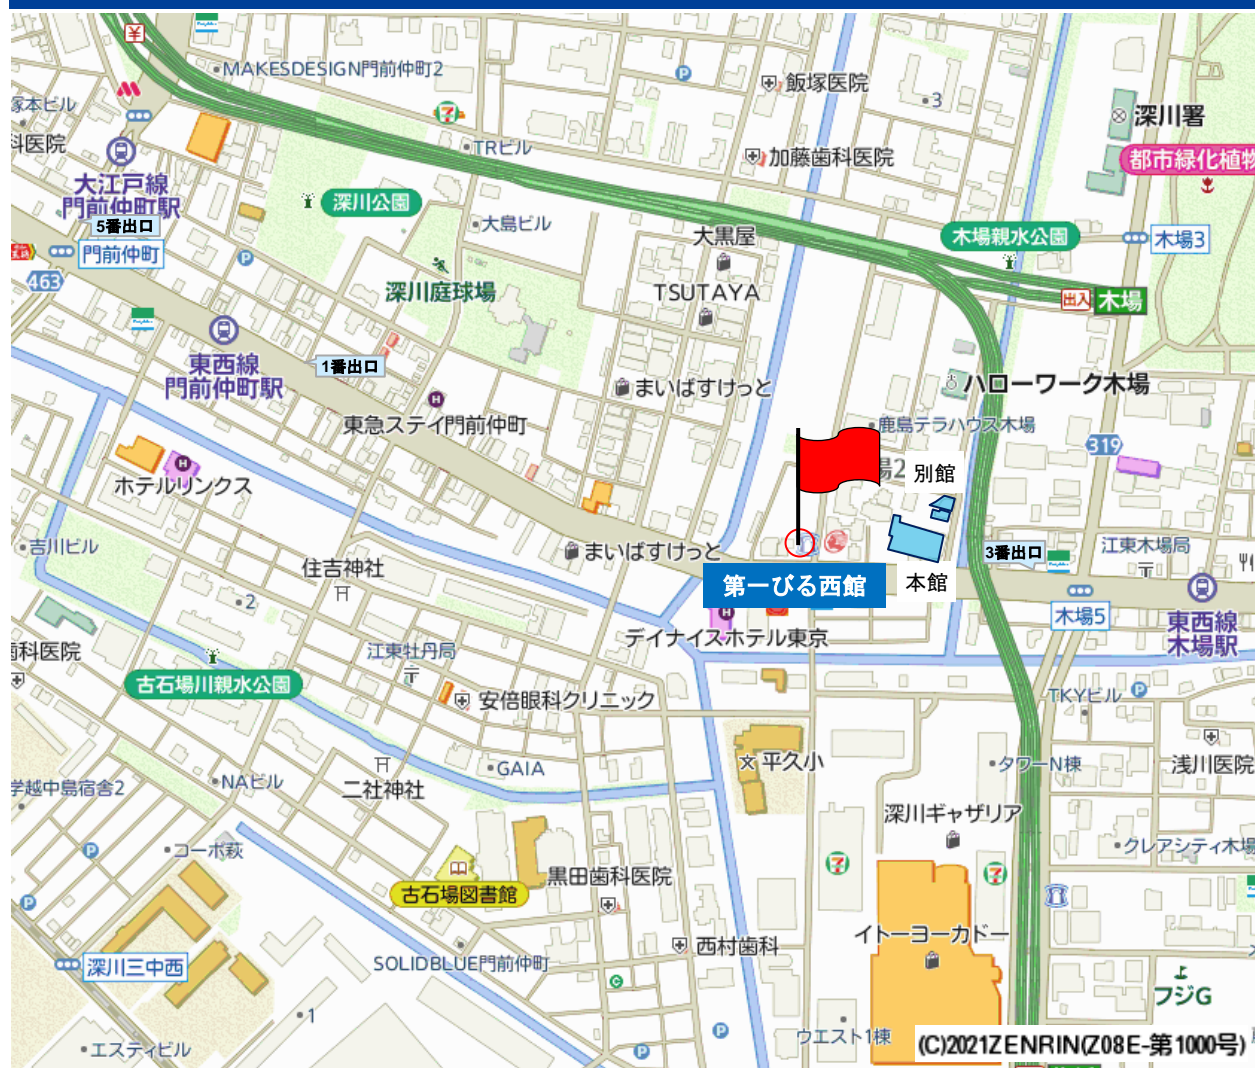 MAKESDESIGN門前仲町2
飯塚医院
3
深川署
塚本ビル
科医院
TRビル
加藤歯科医院
都市緑化植物
大江戸線
門前仲町駅
5番出口
深川公園
大島ビル
大黒屋
木場親水公園
木場3
門前仲町
463
深川庭球場
TSUTAYA
出入
木場
東西線
門前仲町駅
1番出口
まいばすけっと
ハローワーク木場
東急ステイ門前仲町
鹿島テラハウス木場
319
場2
別館
ホテルリンクス
吉川ビル
住吉神社
まいばすけっと
3番出口
江東木場局
第一びる西館
本館
2
木場5
東西線
木場駅
デイナイスホテル東京
歯科医院
江東牡丹局
古石場川親水公園
安倍眼科クリニック
TKYビル
平久小
タワーN棟
浅川医院
GAIA
NAビル
二社神社
学越中島宿舎2
深川ギャザリア
コーポ萩
クレアシティ木場
黒田歯科医院
古石場図書館
イトーヨーカドー
西村歯科
SOLIDBLUE門前仲町
深川三中西
フジG
1
ウエスト1棟
エスティビル
(C)2021ZENRIN(Z08E-第1000号)